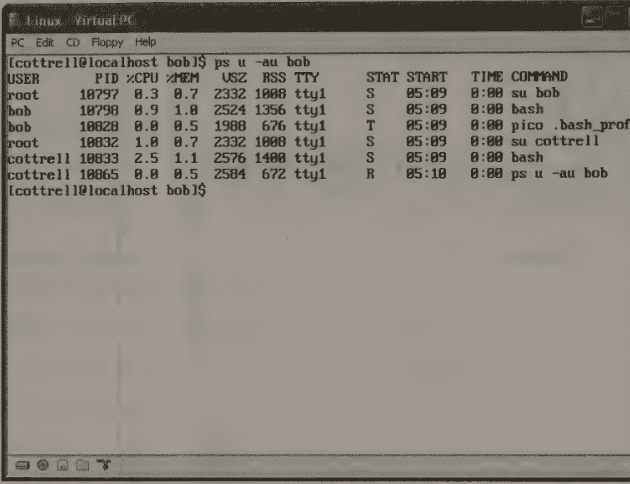 Linux - Virtual PC
PC Edit CD Floppy Help
[cottrell@localhost bob]$ ps u -au bob
USER PID %CPU %MEM VSZ RSS TTY STAT START TIME COMMAND
root 10797 0.3 0.7 2332 1008 tty1 S 05:09 0:00 su bob
bob 10798 0.9 1.0 2524 1356 tty1 S 05:09 0:00 bash
bob 10828 0.0 0.5 1988 676 tty1 T 05:09 0:00 pico .bash_prof
root 10832 1.0 0.7 2332 1008 tty1 S 05:09 0:00 su cottrell
cottrell 10833 2.5 1.1 2576 1400 tty1 S 05:09 0:00 bash
cottrell 10865 0.0 0.5 2584 672 tty1 R 05:10 0:00 ps u -au bob
[cottrell@localhost bob]$